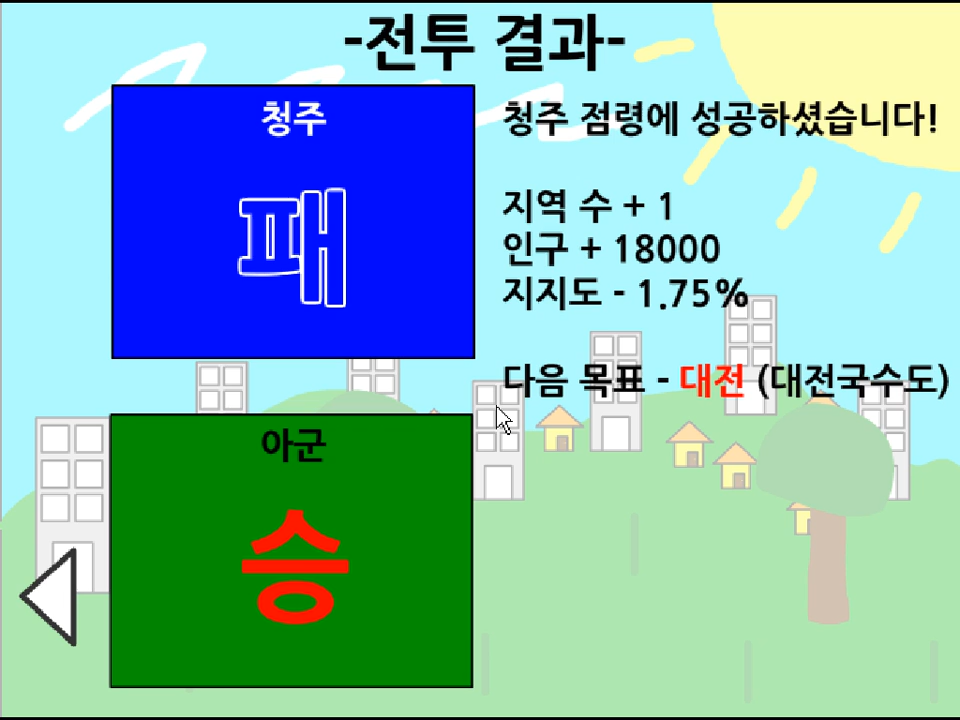 -전투 결과-
청주
패
청주 점령에 성공하셨습니다!
지역 수 + 1
인구 + 18000
지지도 - 1.75%
다음 목표 - 대전 (대전국수도)
아군
승